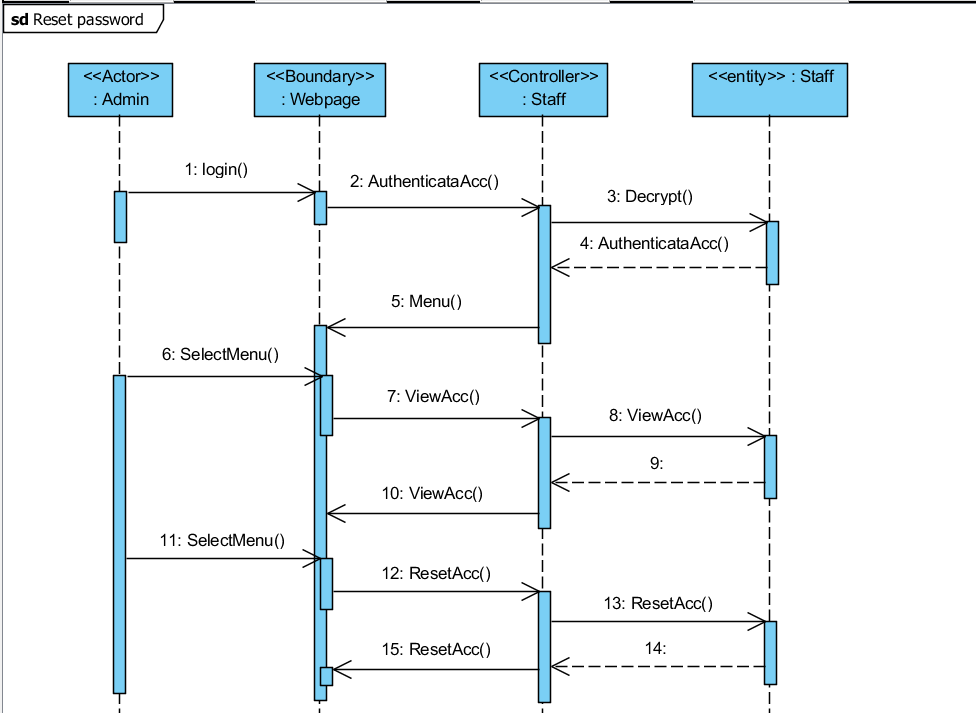 sd Reset password
<<Actor>>
: Admin
<<Boundary>>
: Webpage
<<Controller>>
: Staff
<<entity>> : Staff
1: login()
2: AuthenticataAcc()
3: Decrypt()
4: AuthenticataAcc()
5: Menu()
6: SelectMenu()
7: ViewAcc()
8: ViewAcc()
9:
10: ViewAcc()
11: SelectMenu()
12: ResetAcc()
13: ResetAcc()
14:
15: ResetAcc()